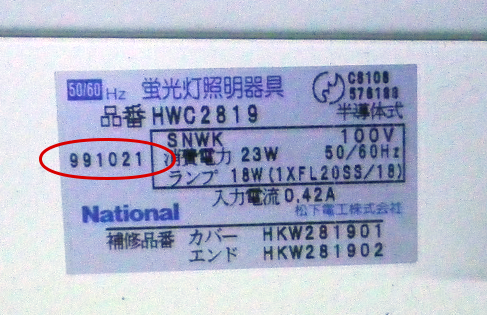 50/60 Hz 蛍光灯照明器具
CS108
576188
品番 HWC2819 半導体式
SNWK 100V
991021 消費電力 23W 50/60Hz
ランプ 18W(1XFL20SS/18)
入力電流 0.42A
National 松下電工株式会社
補修品番 カバー HKW281901
エンド HKW281902